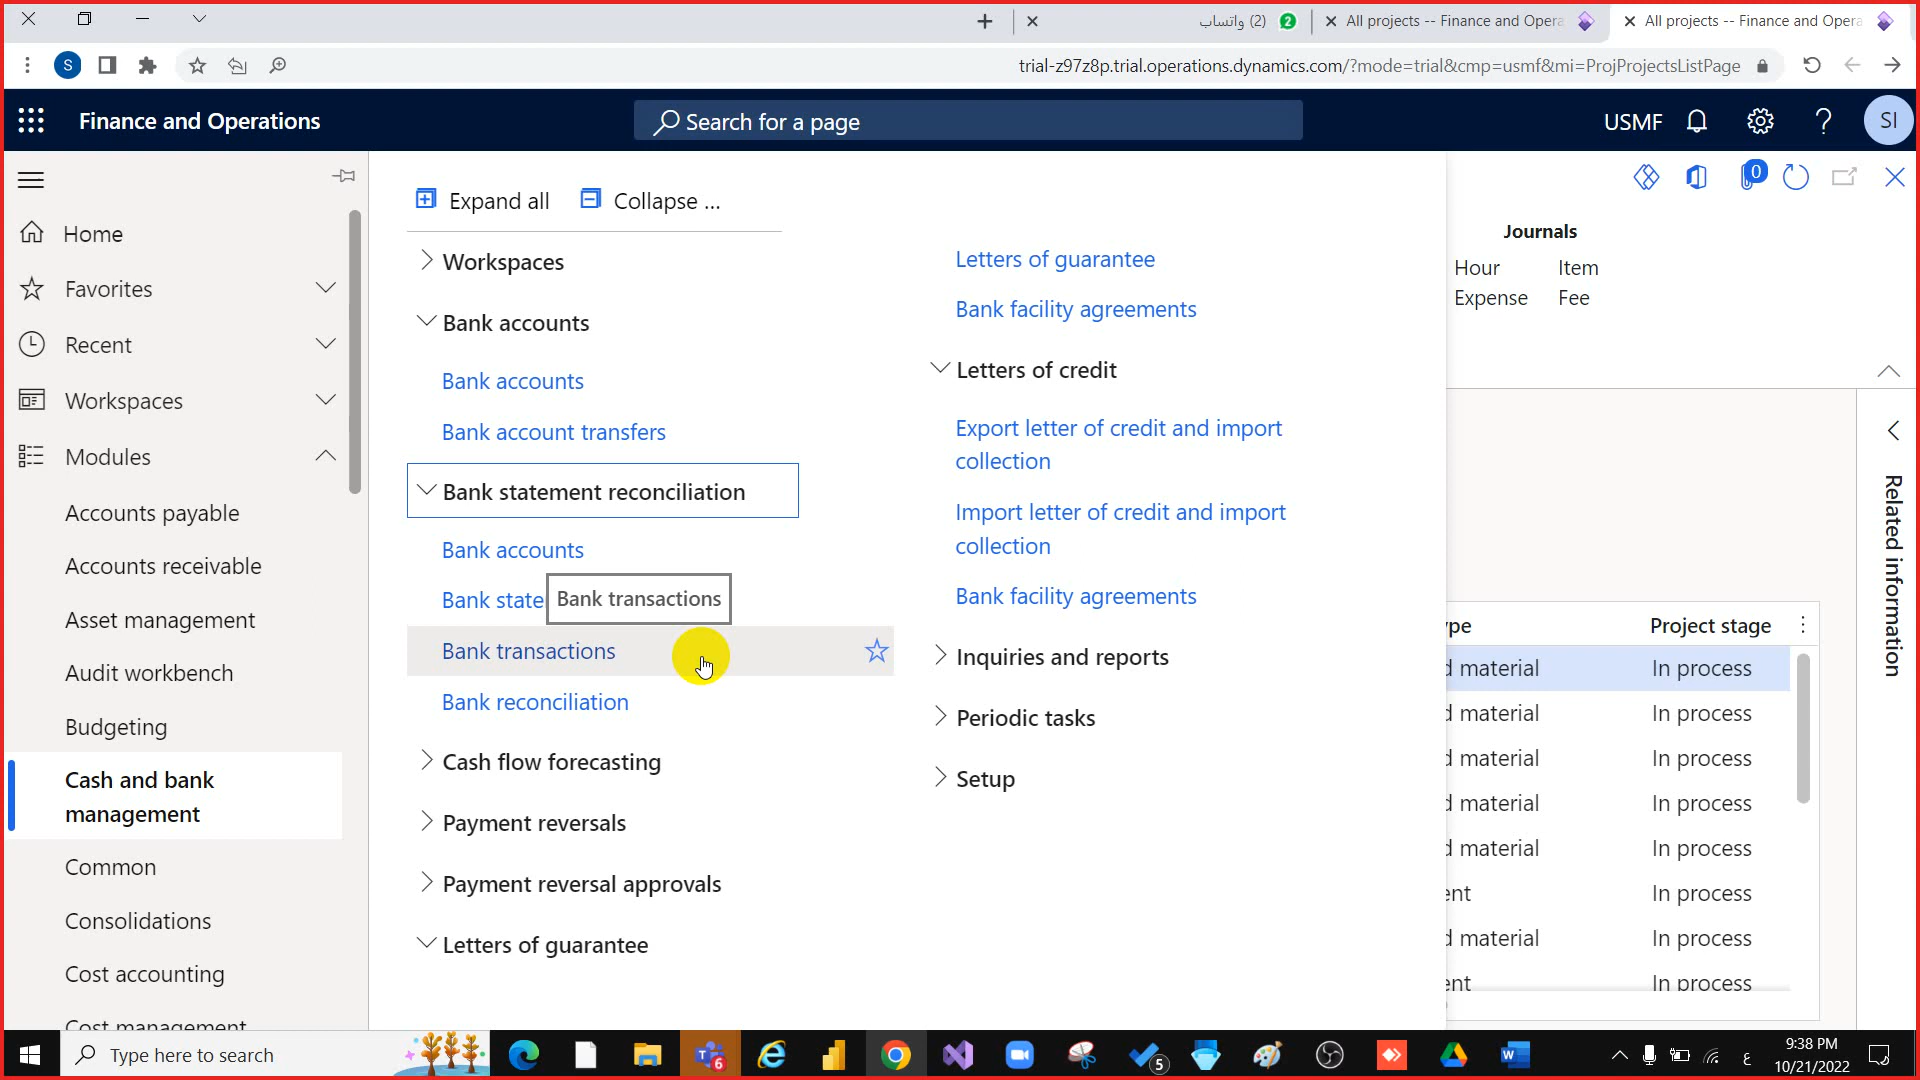 (2) واتساب
2
All projects -- Finance and Opera
All projects -- Finance and Opera
S
trial-z97z8p.trial.operations.dynamics.com/?mode=trial&cmp=usmf&mi=ProjProjectsListPage
Finance and Operations
Search for a page
USMF
SI
Home
Favorites
Recent
Workspaces
Modules
Accounts payable
Accounts receivable
Asset management
Audit workbench
Budgeting
Cash and bank
management
Common
Consolidations
Cost accounting
Cost management
Expand all
Collapse ...
Workspaces
Bank accounts
Bank accounts
Bank account transfers
Bank statement reconciliation
Bank accounts
Bank state
Bank transactions
Bank transactions
Bank reconciliation
Cash flow forecasting
Payment reversals
Payment reversal approvals
Letters of guarantee
Letters of guarantee
Bank facility agreements
Letters of credit
Export letter of credit and import
collection
Import letter of credit and import
collection
Bank facility agreements
Inquiries and reports
Periodic tasks
Setup
0
Journals
Hour Item
Expense Fee
Related information
ype Project stage
d material In process
d material In process
d material In process
d material In process
d material In process
ent In process
d material In process
ent In process
Type here to search
6
5
ع
9:38 PM
10/21/2022